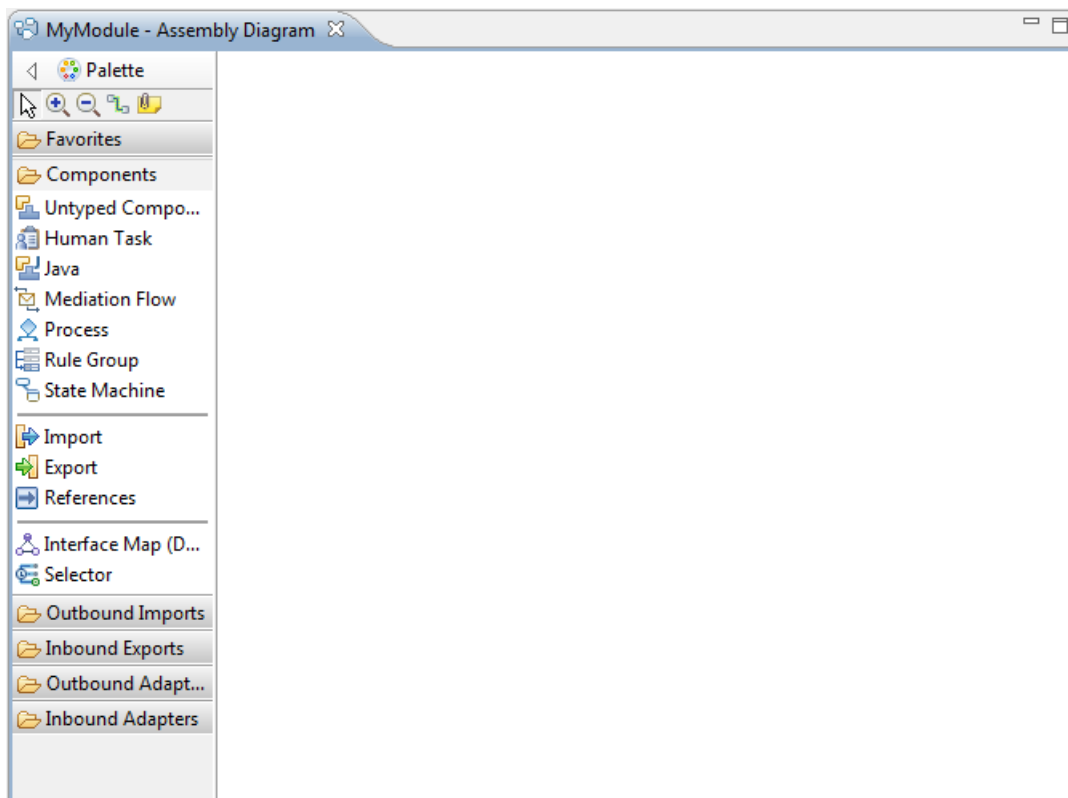 MyModule - Assembly Diagram
Palette
Favorites
Components
Untyped Compo...
Human Task
Java
Mediation Flow
Process
Rule Group
State Machine
Import
Export
References
Interface Map (D...
Selector
Outbound Imports
Inbound Exports
Outbound Adapt...
Inbound Adapters